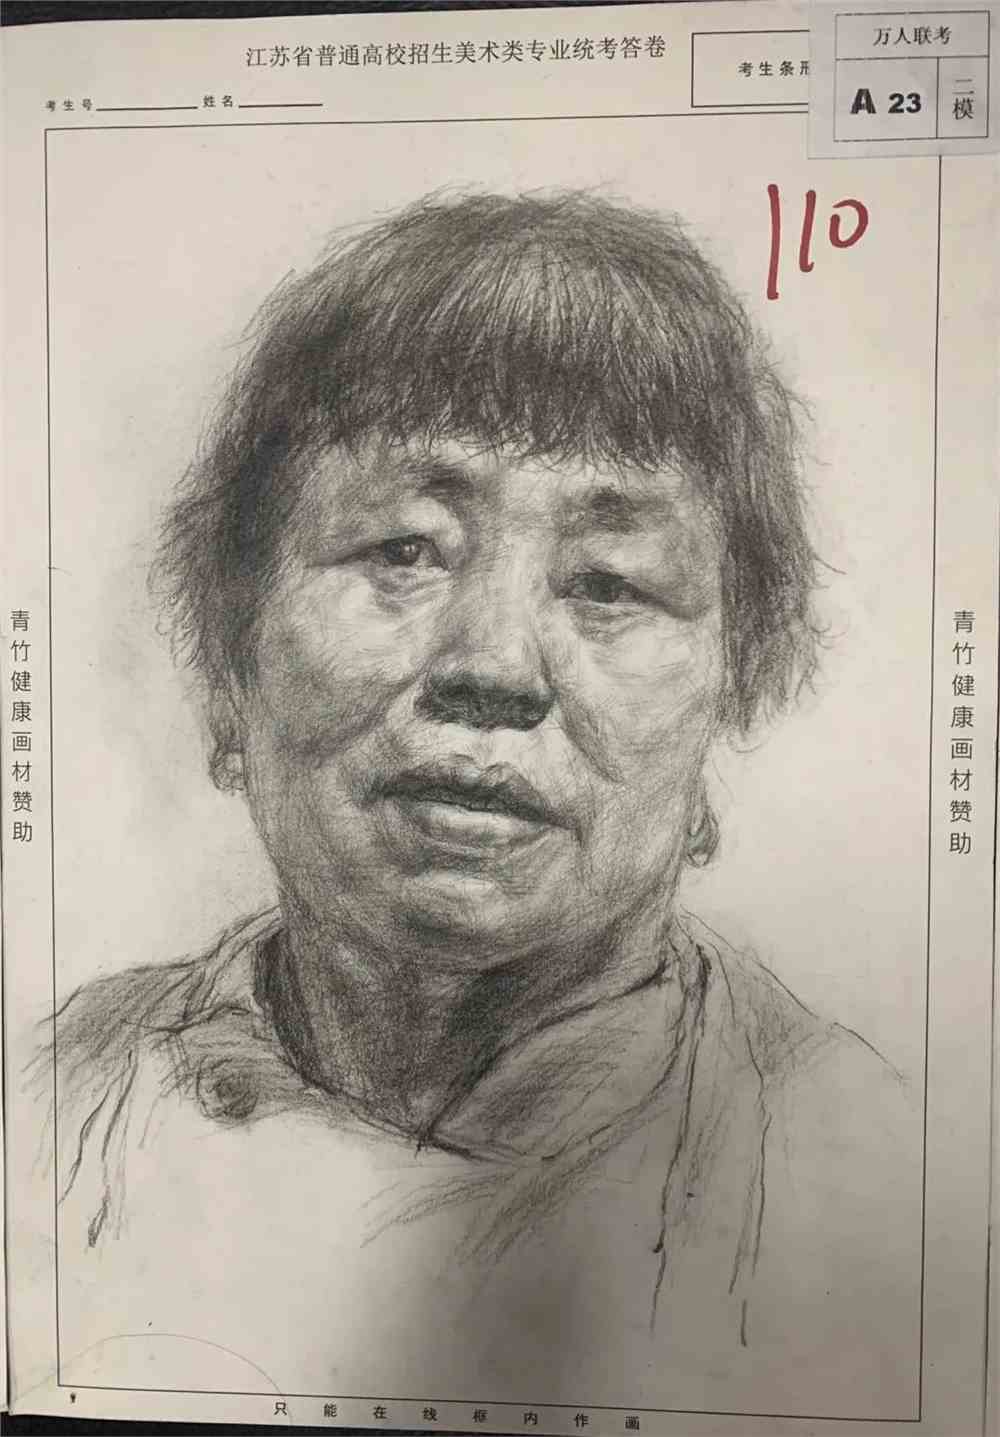 江苏省普通高校招生美术类专业统考答卷
考生号 姓名
考生条形
万人联考
A 23
二模
110
青竹健康画材赞助
青竹健康画材赞助
只能在线框内作画